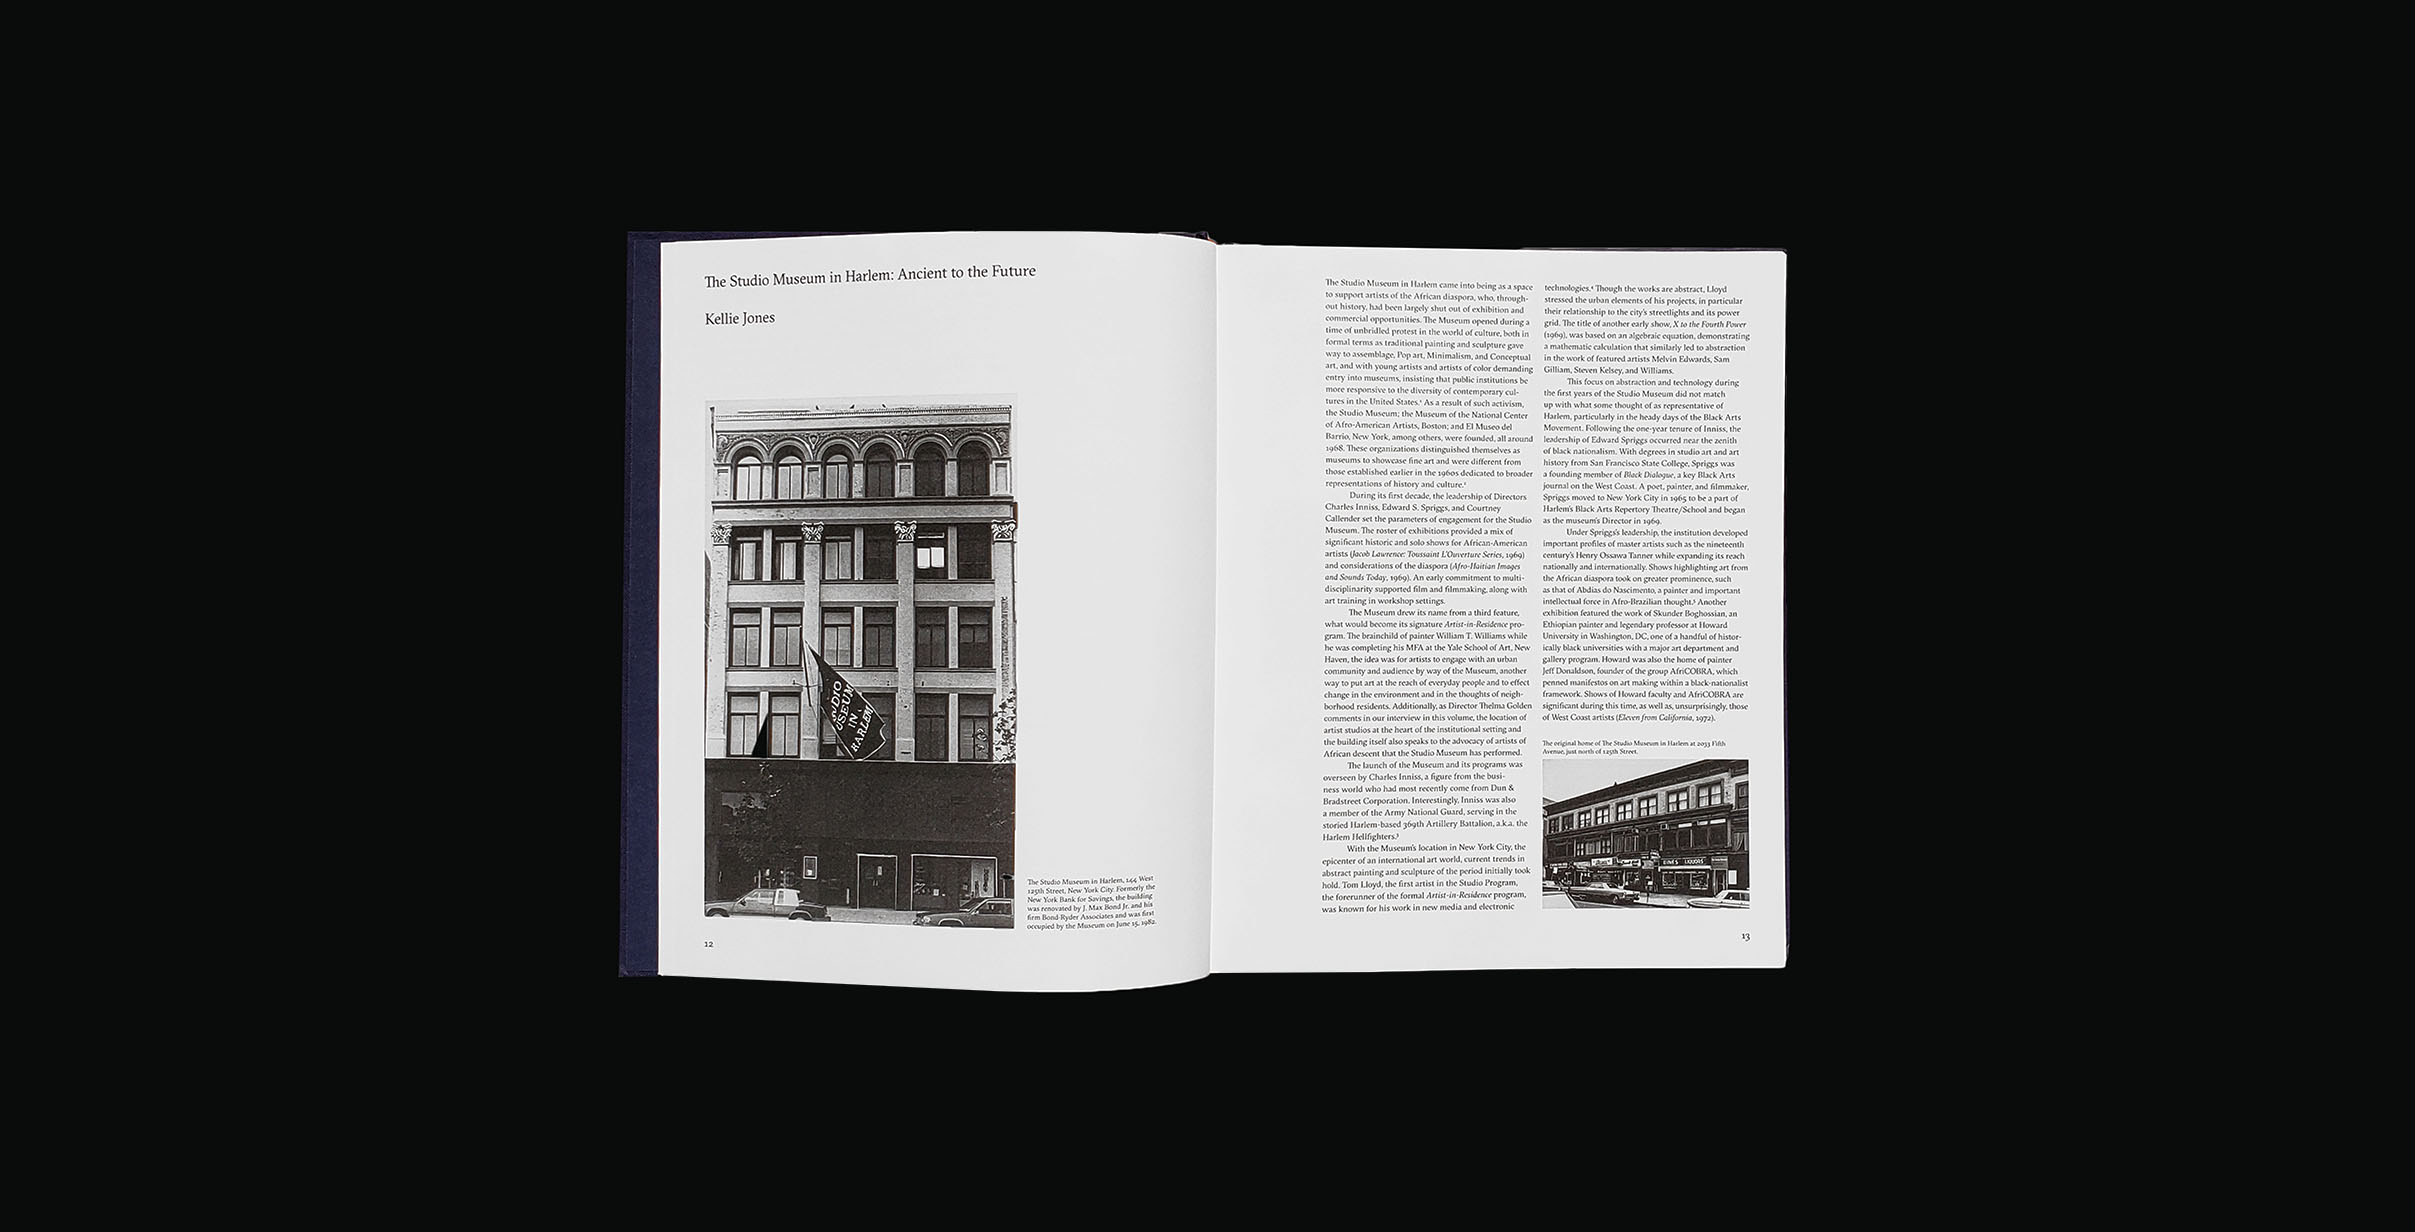 The Studio Museum in Harlem: Ancient to the Future
Kellie Jones
STUDIO
MUSEUM
IN
HARLEM
The Studio Museum in Harlem, 144 West
125th Street, New York City. Formerly the
New York Bank for Savings, the building
was renovated by J. Max Bond Jr. and his
firm Bond-Ryder Associates and was first
occupied by the Museum on June 15, 1982.
12
The Studio Museum in Harlem came into being as a space
to support artists of the African diaspora, who, through-
out history, had been largely shut out of exhibition and
commercial opportunities. The Museum opened during a
time of unbridled protest in the world of culture, both in
formal terms as traditional painting and sculpture gave
way to assemblage, Pop art, Minimalism, and Conceptual
art, and with young artists and artists of color demanding
entry into museums, insisting that public institutions be
more responsive to the diversity of contemporary cul-
tures in the United States.¹ As a result of such activism,
the Studio Museum; the Museum of the National Center
of Afro-American Artists, Boston; and El Museo del
Barrio, New York, among others, were founded, all around
1968. These organizations distinguished themselves as
museums to showcase fine art and were different from
those established earlier in the 1960s dedicated to broader
representations of history and culture.²
During its first decade, the leadership of Directors
Charles Inniss, Edward S. Spriggs, and Courtney
Callender set the parameters of engagement for the Studio
Museum. The roster of exhibitions provided a mix of
significant historic and solo shows for African-American
artists (Jacob Lawrence: Toussaint L'Ouverture Series, 1969)
and considerations of the diaspora (Afro-Haitian Images
and Sounds Today, 1969). An early commitment to multi-
disciplinarity supported film and filmmaking, along with
art training in workshop settings.
The Museum drew its name from a third feature,
what would become its signature Artist-in-Residence pro-
gram. The brainchild of painter William T. Williams while
he was completing his MFA at the Yale School of Art, New
Haven, the idea was for artists to engage with an urban
community and audience by way of the Museum, another
way to put art at the reach of everyday people and to effect
change in the environment and in the thoughts of neigh-
borhood residents. Additionally, as Director Thelma Golden
comments in our interview in this volume, the location of
artist studios at the heart of the institutional setting and
the building itself also speaks to the advocacy of artists of
African descent that the Studio Museum has performed.
The launch of the Museum and its programs was
overseen by Charles Inniss, a figure from the busi-
ness world who had most recently come from Dun &
Bradstreet Corporation. Interestingly, Inniss was also
a member of the Army National Guard, serving in the
storied Harlem-based 369th Artillery Battalion, a.k.a. the
Harlem Hellfighters.³
With the Museum's location in New York City, the
epicenter of an international art world, current trends in
abstract painting and sculpture of the period initially took
hold. Tom Lloyd, the first artist in the Studio Program,
the forerunner of the formal Artist-in-Residence program,
was known for his work in new media and electronic
technologies.⁴ Though the works are abstract, Lloyd
stressed the urban elements of his projects, in particular
their relationship to the city's streetlights and its power
grid. The title of another early show, X to the Fourth Power
(1969), was based on an algebraic equation, demonstrating
a mathematic calculation that similarly led to abstraction
in the work of featured artists Melvin Edwards, Sam
Gilliam, Steven Kelsey, and Williams.
This focus on abstraction and technology during
the first years of the Studio Museum did not match
up with what some thought of as representative of
Harlem, particularly in the heady days of the Black Arts
Movement. Following the one-year tenure of Inniss, the
leadership of Edward Spriggs occurred near the zenith
of black nationalism. With degrees in studio art and art
history from San Francisco State College, Spriggs was
a founding member of Black Dialogue, a key Black Arts
journal on the West Coast. A poet, painter, and filmmaker,
Spriggs moved to New York City in 1965 to be a part of
Harlem's Black Arts Repertory Theatre/School and began
as the museum's Director in 1969.
Under Spriggs's leadership, the institution developed
important profiles of master artists such as the nineteenth
century's Henry Ossawa Tanner while expanding its reach
nationally and internationally. Shows highlighting art from
the African diaspora took on greater prominence, such
as that of Abdias do Nascimento, a painter and important
intellectual force in Afro-Brazilian thought.⁵ Another
exhibition featured the work of Skunder Boghossian, an
Ethiopian painter and legendary professor at Howard
University in Washington, DC, one of a handful of histor-
ically black universities with a major art department and
gallery program. Howard was also the home of painter
Jeff Donaldson, founder of the group AfriCOBRA, which
penned manifestos on art making within a black-nationalist
framework. Shows of Howard faculty and AfriCOBRA are
significant during this time, as well as, unsurprisingly, those
of West Coast artists (Eleven from California, 1972).
The original home of The Studio Museum in Harlem at 2033 Fifth
Avenue, just north of 125th Street.
WINES LIQUORS
13